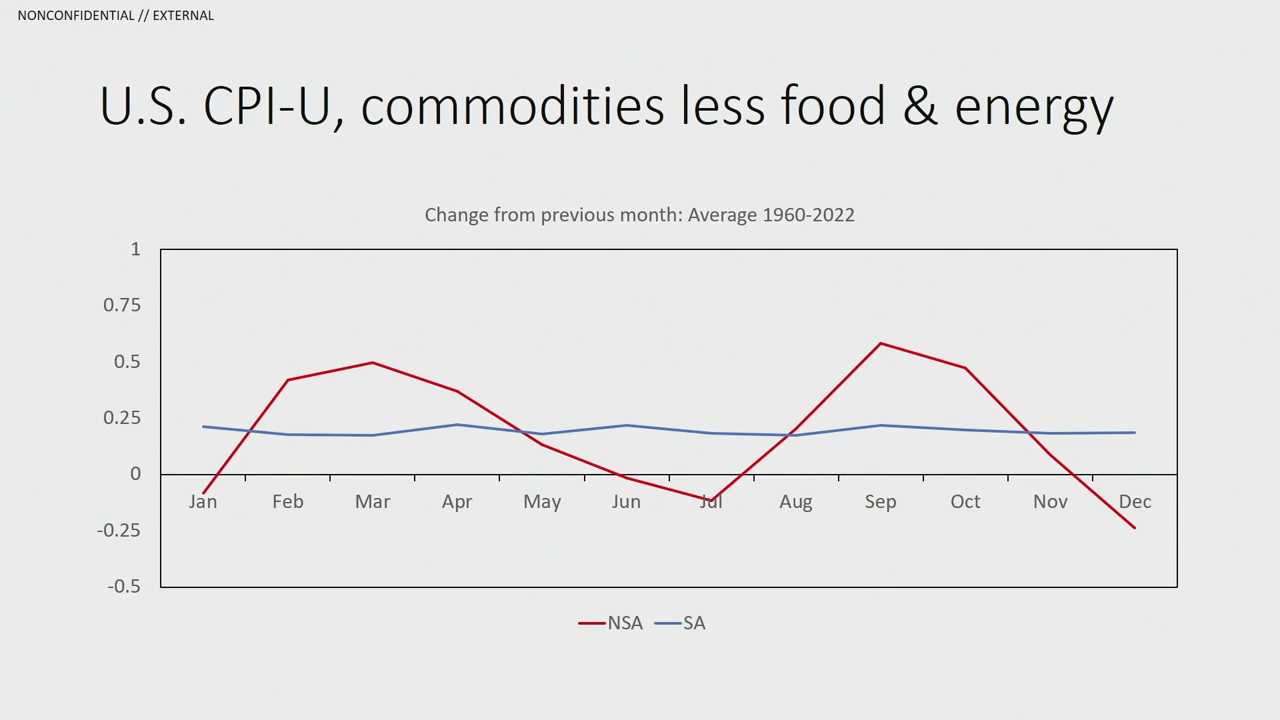 NONCONFIDENTIAL // EXTERNAL
U.S. CPI-U, commodities less food & energy
Change from previous month: Average 1960-2022
1
0.75
0.5
0.25
0
Jan Feb Mar Apr May Jun Jul Aug Sep Oct Nov Dec
-0.25
-0.5
NSA SA